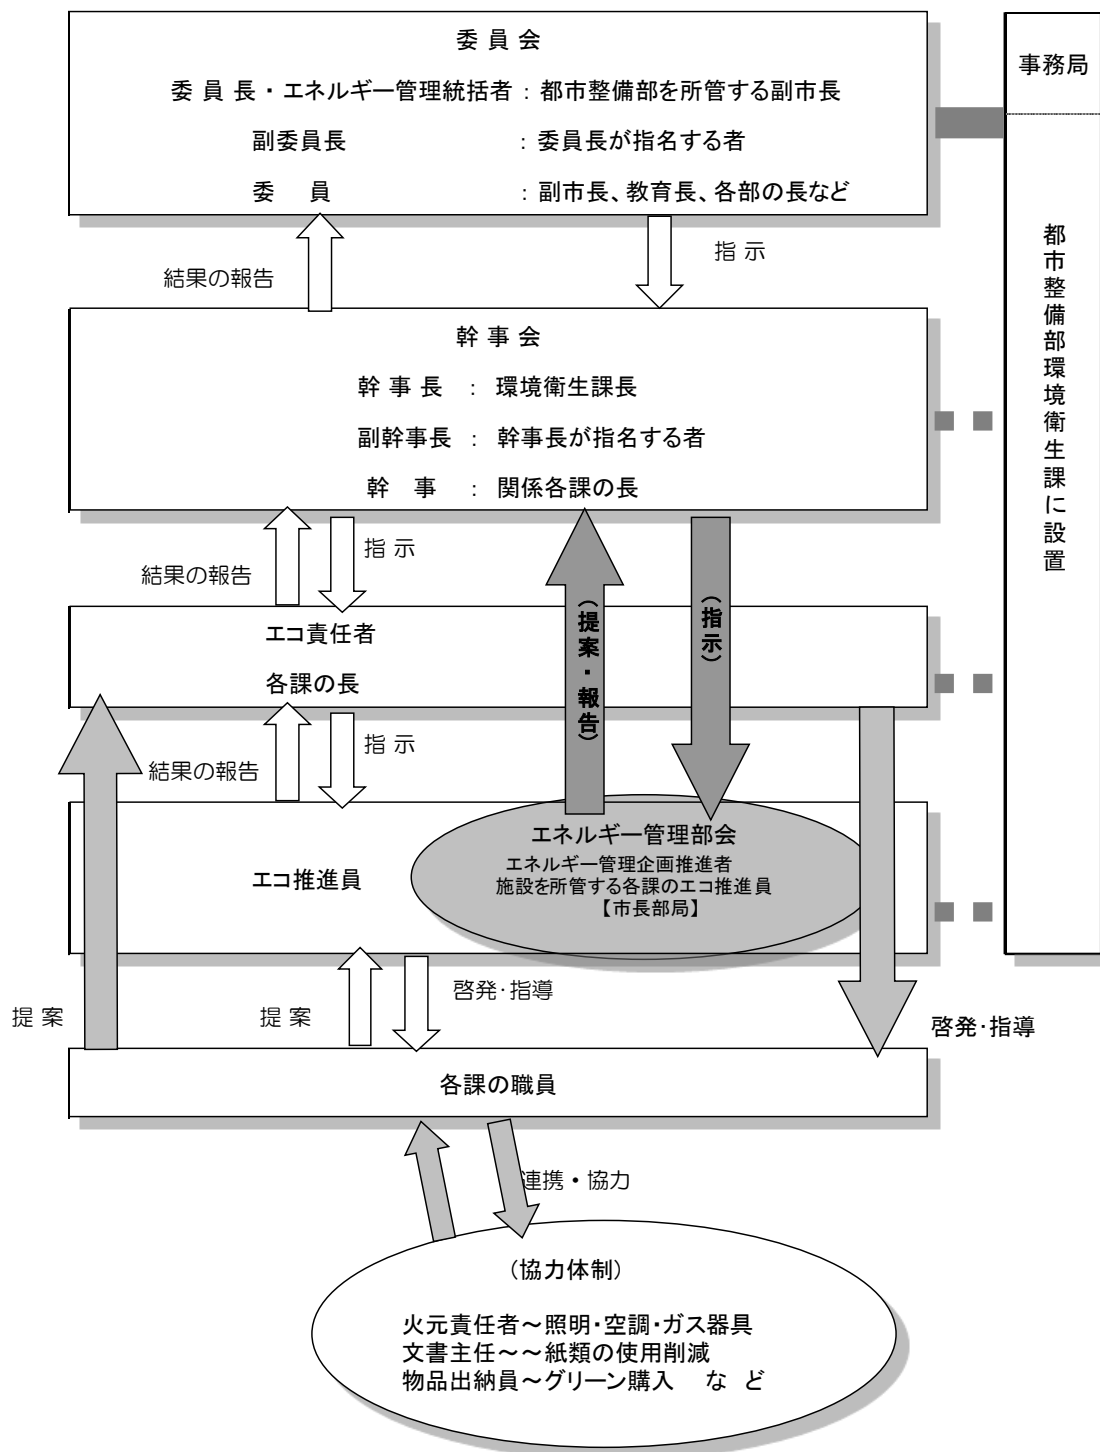 委員会
委員長・エネルギー管理統括者：都市整備部を所管する副市長
副委員長：委員長が指名する者
委員：副市長、教育長、各部の長など
事務局
都市整備部環境衛生課に設置
結果の報告
指示
幹事会
幹事長：環境衛生課長
副幹事長：幹事長が指名する者
幹事：関係各課の長
結果の報告
指示
（提案・報告）
（指示）
エコ責任者
各課の長
結果の報告
指示
エコ推進員
エネルギー管理部会
エネルギー管理企画推進者
施設を所管する各課のエコ推進員
【市長部局】
提案
提案
啓発・指導
啓発・指導
各課の職員
連携・協力
（協力体制）
火元責任者～照明・空調・ガス器具
文書主任～～紙類の使用削減
物品出納員～グリーン購入　など